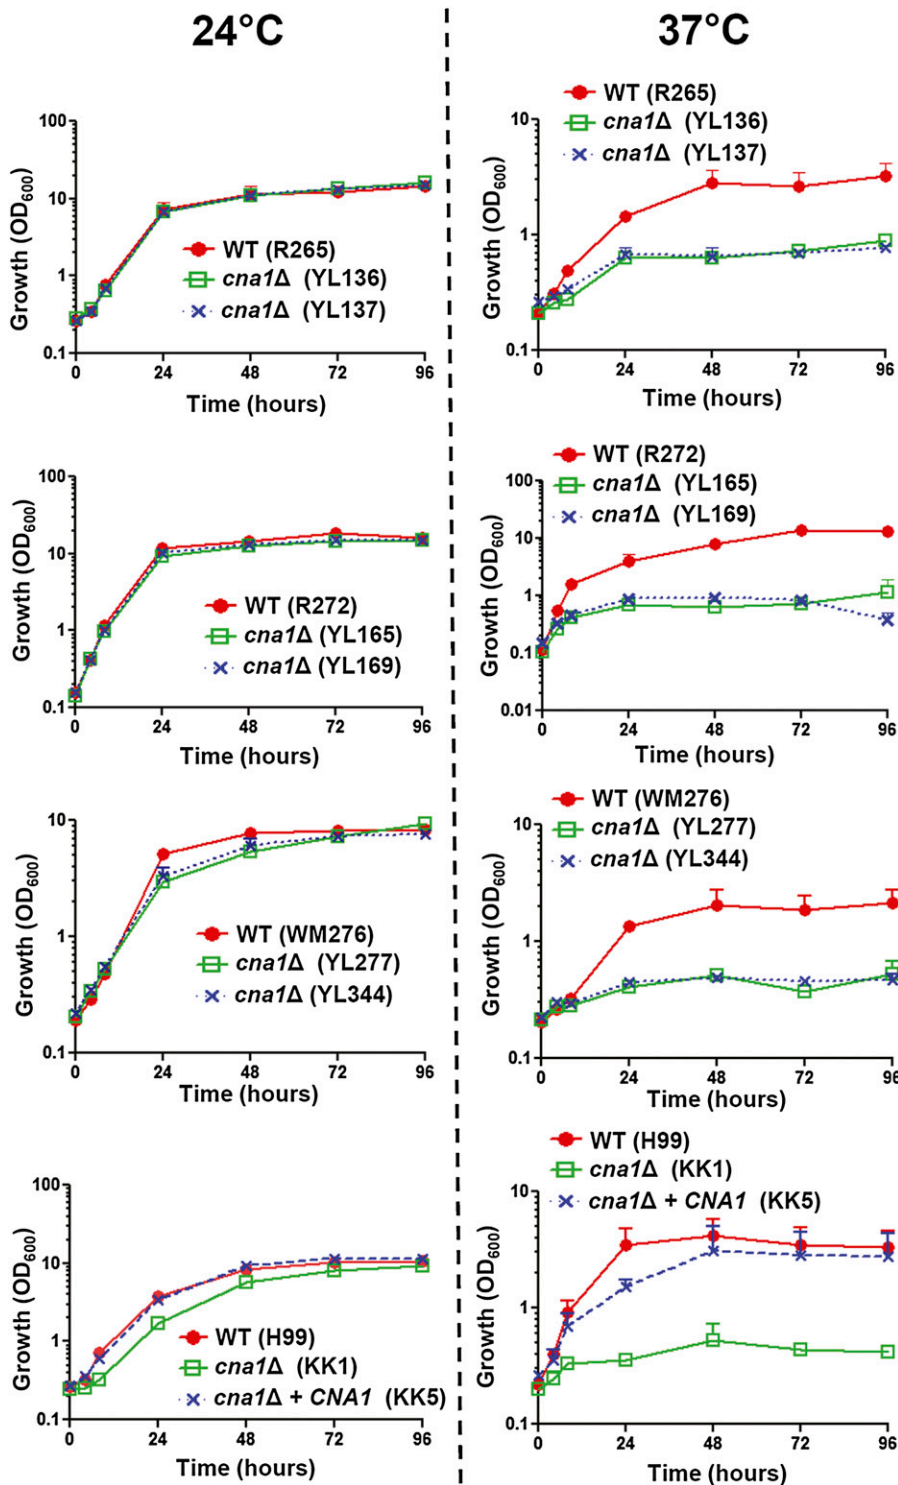 24°C
37°C
Growth (OD600)
100
10
1
0.1
WT (R265)
cna1Δ (YL136)
cna1Δ (YL137)
0 24 48 72 96
Time (hours)
WT (R265)
cna1Δ (YL136)
cna1Δ (YL137)
Growth (OD600)
10
1
0.1
0 24 48 72 96
Time (hours)
Growth (OD600)
100
10
1
0.1
WT (R272)
cna1Δ (YL165)
cna1Δ (YL169)
0 24 48 72 96
Time (hours)
WT (R272)
cna1Δ (YL165)
cna1Δ (YL169)
Growth (OD600)
100
10
1
0.1
0.01
0 24 48 72 96
Time (hours)
Growth (OD600)
10
1
0.1
WT (WM276)
cna1Δ (YL277)
cna1Δ (YL344)
0 24 48 72 96
Time (hours)
WT (WM276)
cna1Δ (YL277)
cna1Δ (YL344)
Growth (OD600)
10
1
0.1
0 24 48 72 96
Time (hours)
Growth (OD600)
100
10
1
0.1
WT (H99)
cna1Δ (KK1)
cna1Δ + CNA1 (KK5)
0 24 48 72 96
Time (hours)
WT (H99)
cna1Δ (KK1)
cna1Δ + CNA1 (KK5)
Growth (OD600)
10
1
0.1
0 24 48 72 96
Time (hours)